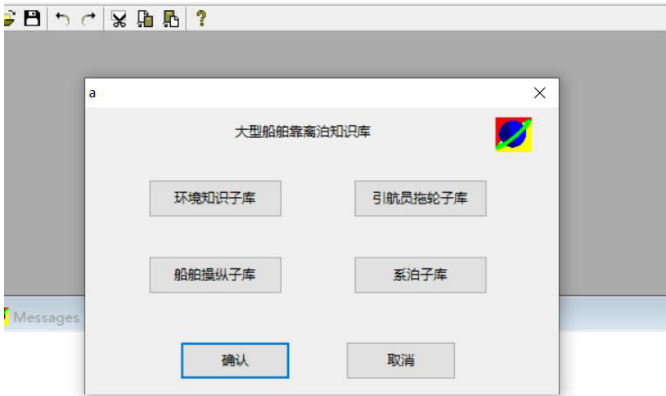 ?
a
大型船舶靠离泊知识库
环境知识子库
引航员拖轮子库
船舶操纵子库
系泊子库
Messages
确认
取消